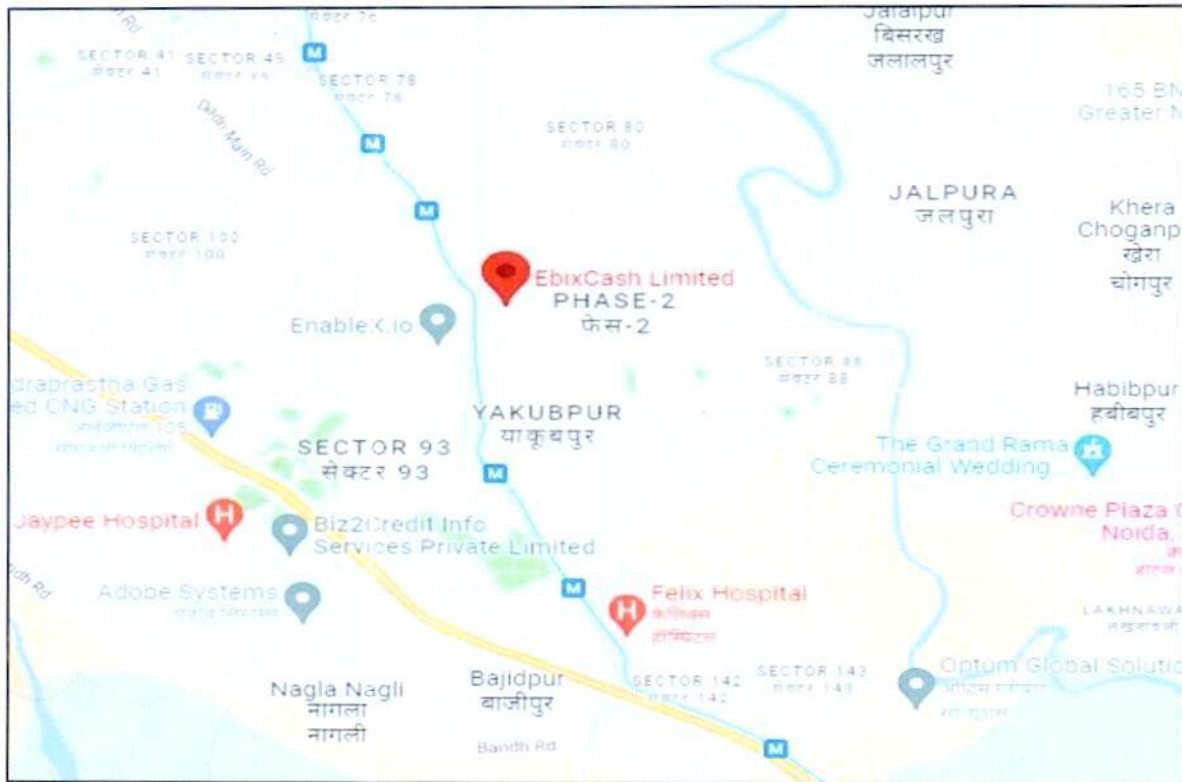 Jalalpur
बिसरख
जलालपुर
SECTOR 41
सेक्टर 41
SECTOR 49
SECTOR 78
सेक्टर 78
Dadri Main Rd
SECTOR 80
सेक्टर 80
165 BN
Greater N
JALPURA
जलपुरा
Khera
Choganp
खेरा
चोगंपुर
SECTOR 100
सेक्टर 100
EbixCash Limited
PHASE-2
फेस-2
EnableX.io
SECTOR 88
सेक्टर 88
draprastha Gas
ed CNG Station
Habibpur
हबीबपुर
YAKUBPUR
याकूबपुर
SECTOR 93
सेक्टर 93
The Grand Rama
Ceremonial Wedding...
Jaypee Hospital
Biz2Credit Info
Services Private Limited
Crowne Plaza
Noida,
Adobe Systems
Felix Hospital
फेलिक्स
हॉस्पिटल
LAKHNAWA
Nagla Nagli
नागला
नागली
Bajidpur
बाजीपुर
SECTOR 142
सेक्टर 142
SECTOR 143
सेक्टर 143
Optum Global Solutio
Bandh Rd